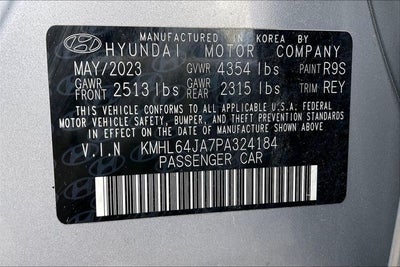 MANUFACTURED IN KOREA BY
HYUNDAI MOTOR COMPANY
MAY/2023 GVWR 4354 lbs PAINT R9S
GAWR FRONT 2513 lbs GAWR REAR 2315 lbs TRIM REY
THIS VEHICLE CONFORMS TO ALL APPLICABLE U.S.A. FEDERAL
MOTOR VEHICLE SAFETY, BUMPER, AND THEFT PREVENTION STANDARDS
IN EFFECT ON THE DATE OF MANUFACTURE SHOWN ABOVE.
V.I.N KMHL64JA7PA324184
PASSENGER CAR